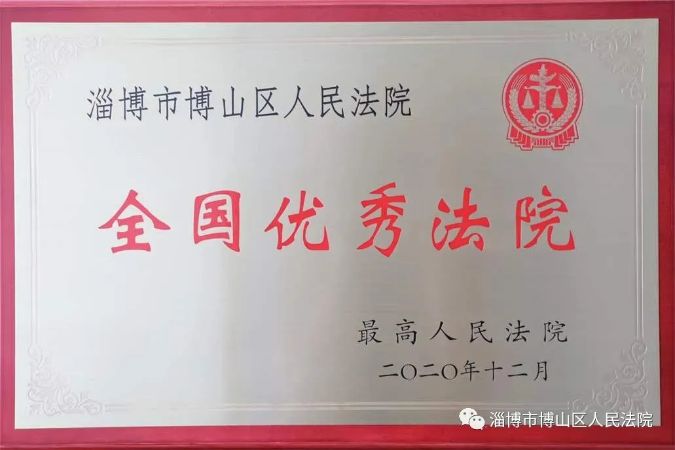 淄博市博山区人民法院
全国优秀法院
最高人民法院
二〇二〇年十二月
淄博市博山区人民法院